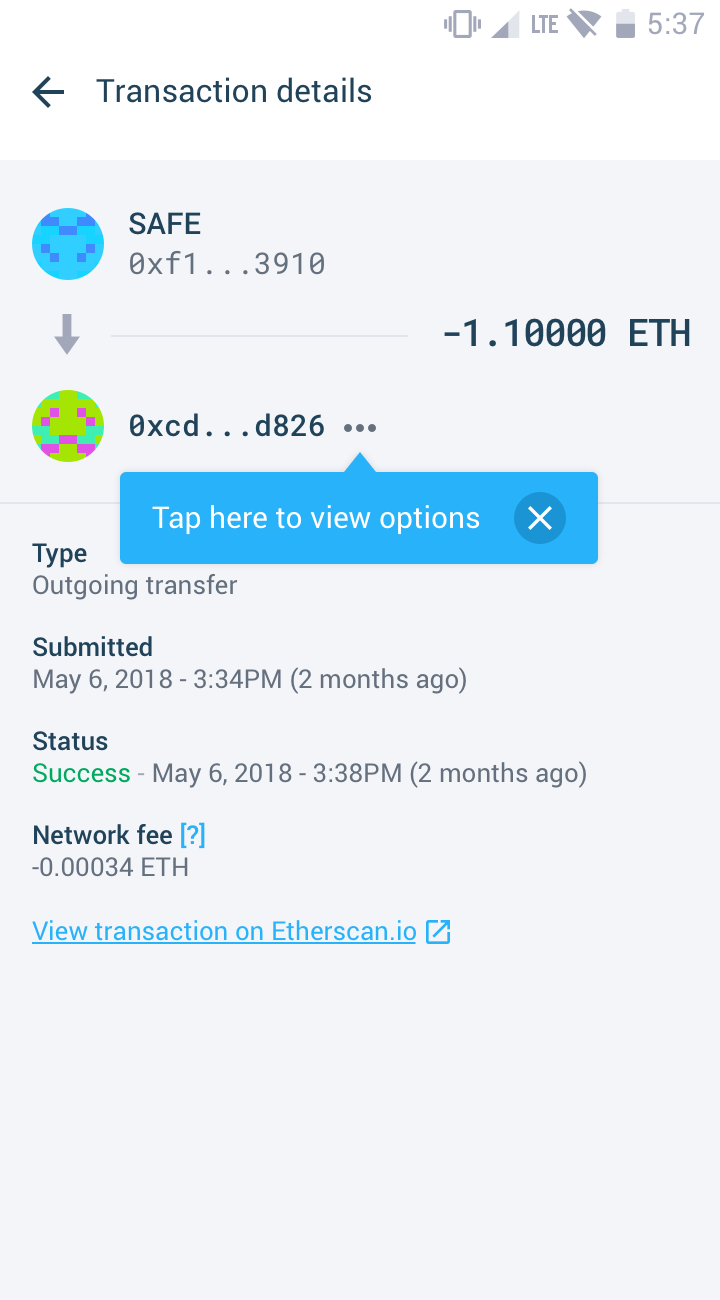 LTE 5:37
Transaction details
SAFE
0xf1...3910
-1.10000 ETH
0xcd...d826
Tap here to view options
Type
Outgoing transfer
Submitted
May 6, 2018 - 3:34PM (2 months ago)
Status
Success - May 6, 2018 - 3:38PM (2 months ago)
Network fee [?]
-0.00034 ETH
View transaction on Etherscan.io